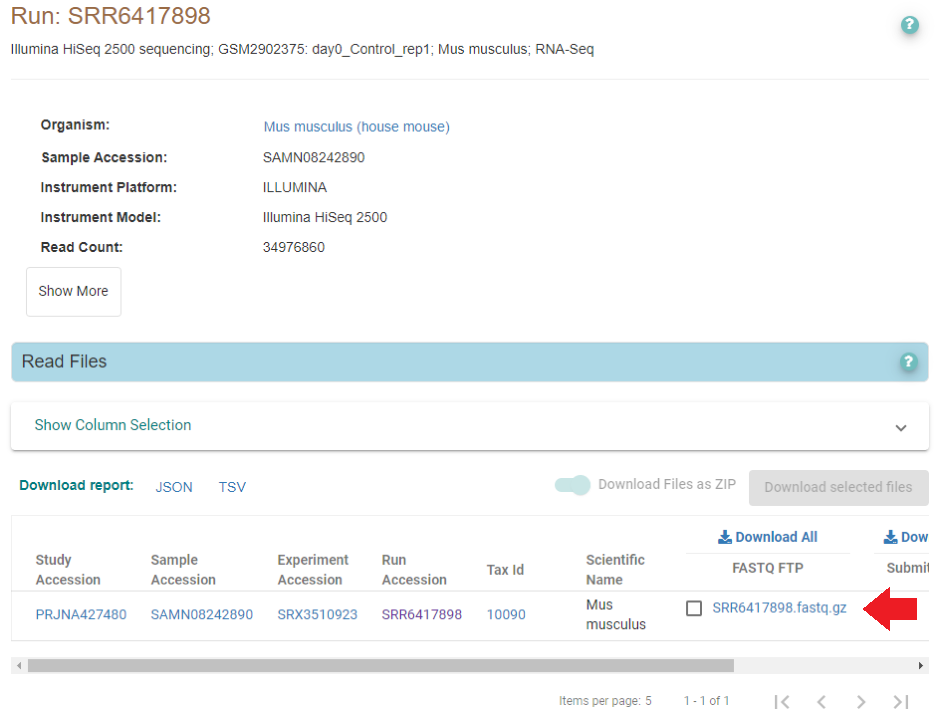 Run: SRR6417898
?
Illumina HiSeq 2500 sequencing; GSM2902375: day0_Control_rep1; Mus musculus; RNA-Seq
Organism: Mus musculus (house mouse)
Sample Accession: SAMN08242890
Instrument Platform: ILLUMINA
Instrument Model: Illumina HiSeq 2500
Read Count: 34976860
Show More
Read Files ?
Show Column Selection
Download report: JSON TSV Download Files as ZIP Download selected files
Download All Dow
Study Accession Sample Accession Experiment Accession Run Accession Tax Id Scientific Name FASTQ FTP Submit
PRJNA427480 SAMN08242890 SRX3510923 SRR6417898 10090 Mus musculus SRR6417898.fastq.gz
Items per page: 5 1 - 1 of 1